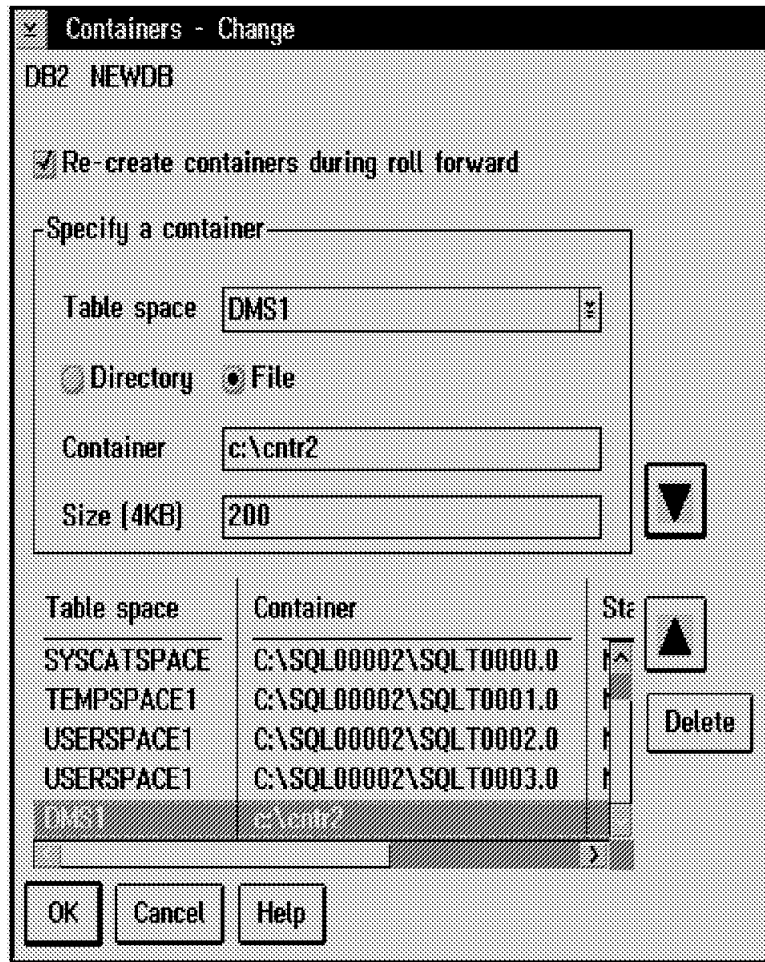 Containers - Change
DB2 NEWDB
Re-create containers during roll forward
Specify a container
Table space DMS1
Directory File
Container c:\cntr2
Size (4KB) 200
Table space Container Sta
SYSCATSPACE C:\SQL00002\SQLT0000.0
TEMPSPACE1 C:\SQL00002\SQLT0001.0
USERSPACE1 C:\SQL00002\SQLT0002.0
USERSPACE1 C:\SQL00002\SQLT0003.0
DMS1 c:\cntr2
Delete
OK Cancel Help